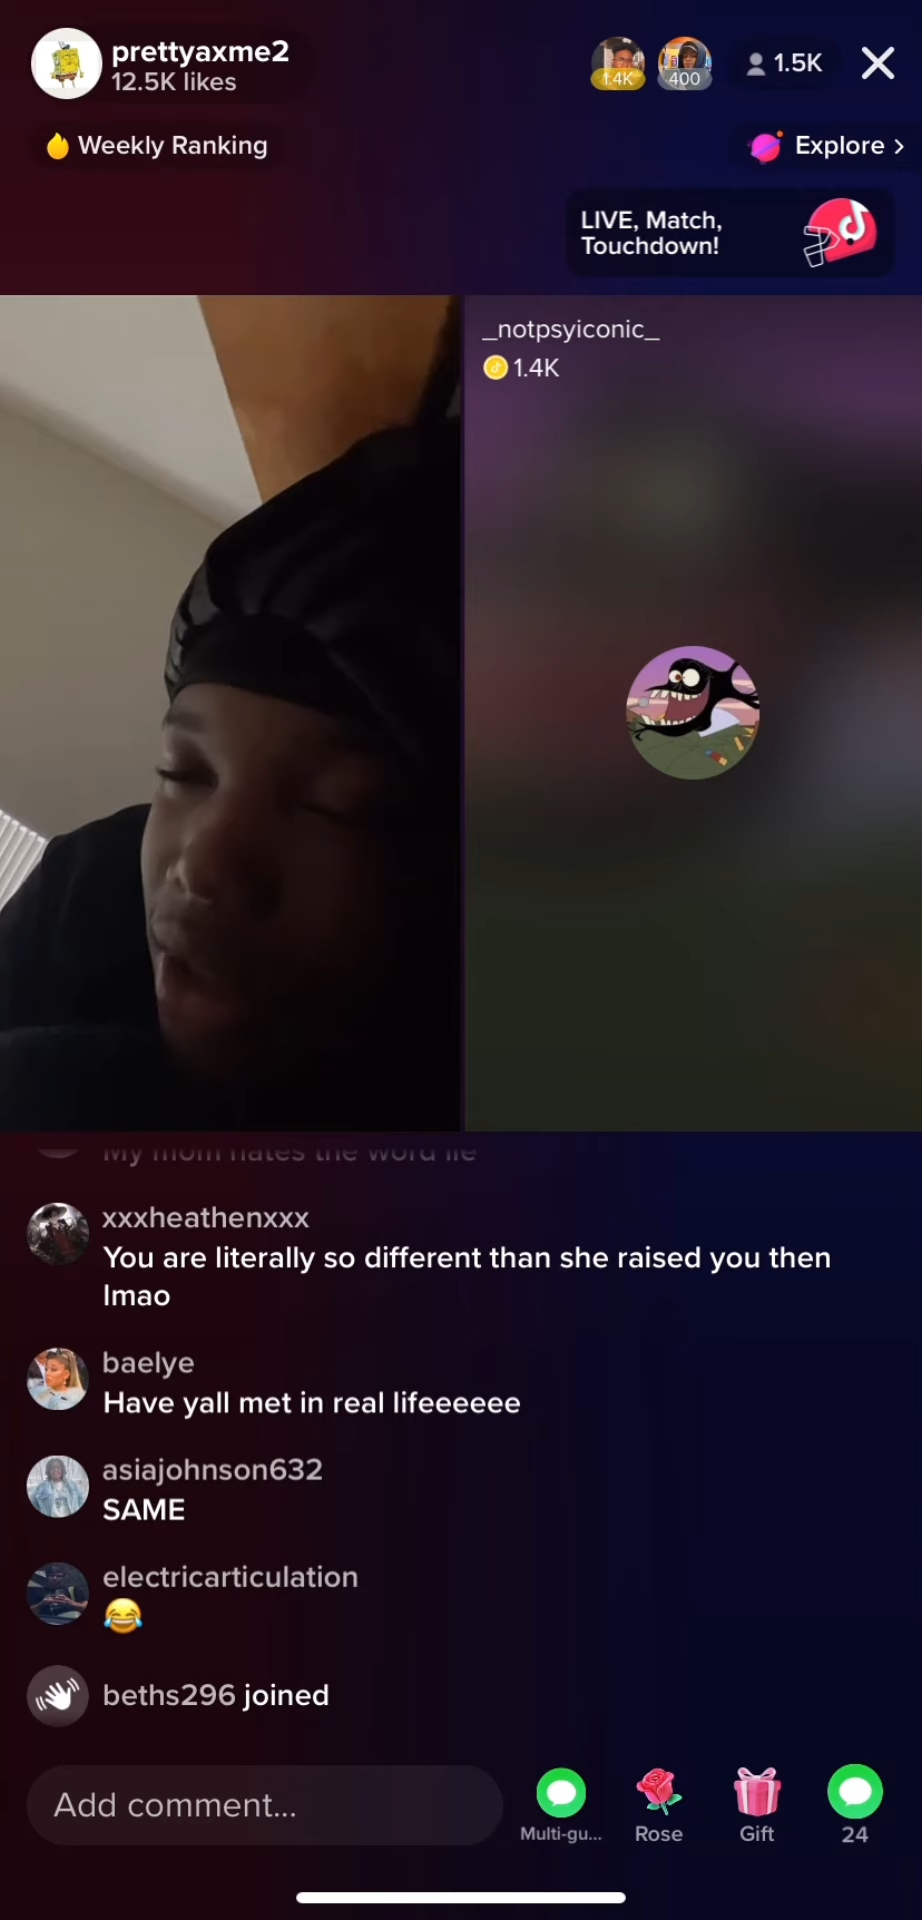 prettyaxme2
12.5K likes
1.4K
400
1.5K
Weekly Ranking
Explore >
LIVE, Match,
Touchdown!
_notpsyiconic_
1.4K
My mom hates the word lie
xxxheathenxxx
You are literally so different than she raised you then
lmao
baelye
Have yall met in real lifeeeeee
asiajohnson632
SAME
electricarticulation
😂
beths296 joined
Add comment...
Multi-gu...
Rose
Gift
24